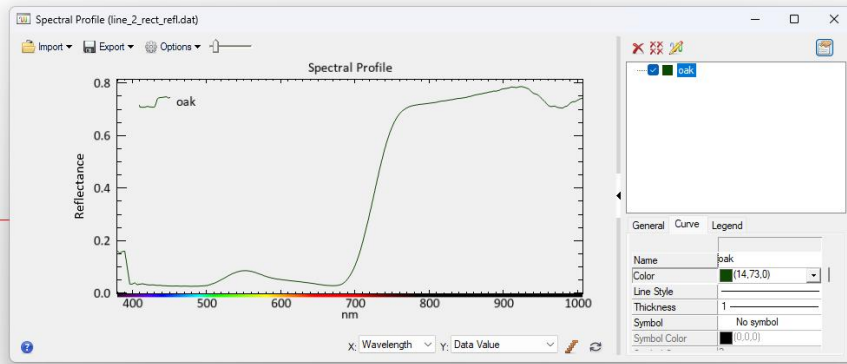 Spectral Profile (line_2_rect_refl.dat)
Import Export Options
Spectral Profile
oak
0.8
0.6
0.4
0.2
0.0
Reflectance
400 500 600 700 800 900 1000
nm
X: Wavelength Y: Data Value
oak
General Curve Legend
Name oak
Color (14,73,0)
Line Style
Thickness 1
Symbol No symbol
Symbol Color (0,0,0)